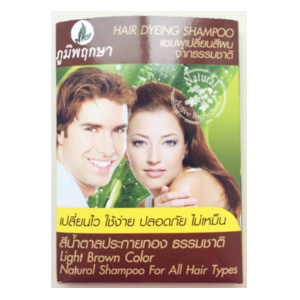 ภูมิพฤกษา
HAIR DYEING SHAMPOO
แชมพูเปลี่ยนสีผม
จากธรรมชาติ
Natural
active herbal
เปลี่ยนไว ใช้ง่าย ปลอดภัย ไม่เหม็น
สีน้ำตาลประกายทอง ธรรมชาติ
Light Brown Color
Natural Shampoo For All Hair Types